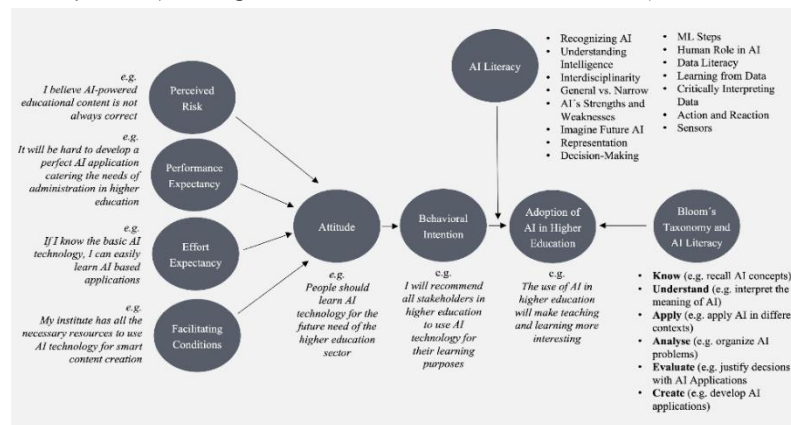 e.g.
I believe AI-powered
educational content is not
always correct
Perceived
Risk
e.g.
It will be hard to develop a
perfect AI application
catering the needs of
administration in higher
education
Performance
Expectancy
e.g.
If I know the basic AI
technology, I can easily
learn AI based
applications
Effort
Expectancy
e.g.
My institute has all the
necessary resources to use
AI technology for smart
content creation
Facilitating
Conditions
Attitude
e.g.
People should
learn AI
technology for the
future need of the
higher education
sector
Behavioral
Intention
e.g.
I will recommend
all stakeholders in
higher education
to use AI
technology for
their learning
purposes
AI Literacy
• Recognizing AI
• Understanding
Intelligence
• Interdisciplinarity
• General vs. Narrow
• AI´s Strengths and
Weaknesses
• Imagine Future AI
• Representation
• Decision-Making
• ML Steps
• Human Role in AI
• Data Literacy
• Learning from Data
• Critically Interpreting
Data
• Action and Reaction
• Sensors
Adoption of
AI in Higher
Education
e.g.
The use of AI in
higher education
will make teaching
and learning more
interesting
Bloom´s
Taxonomy and
AI Literacy
• Know (e.g. recall AI concepts)
• Understand (e.g. interpret the
meaning of AI)
• Apply (e.g. apply AI in differe
contexts)
• Analyse (e.g. organize AI
problems)
• Evaluate (e.g. justify decsions
with AI Applications
• Create (e.g. develop AI
applications)